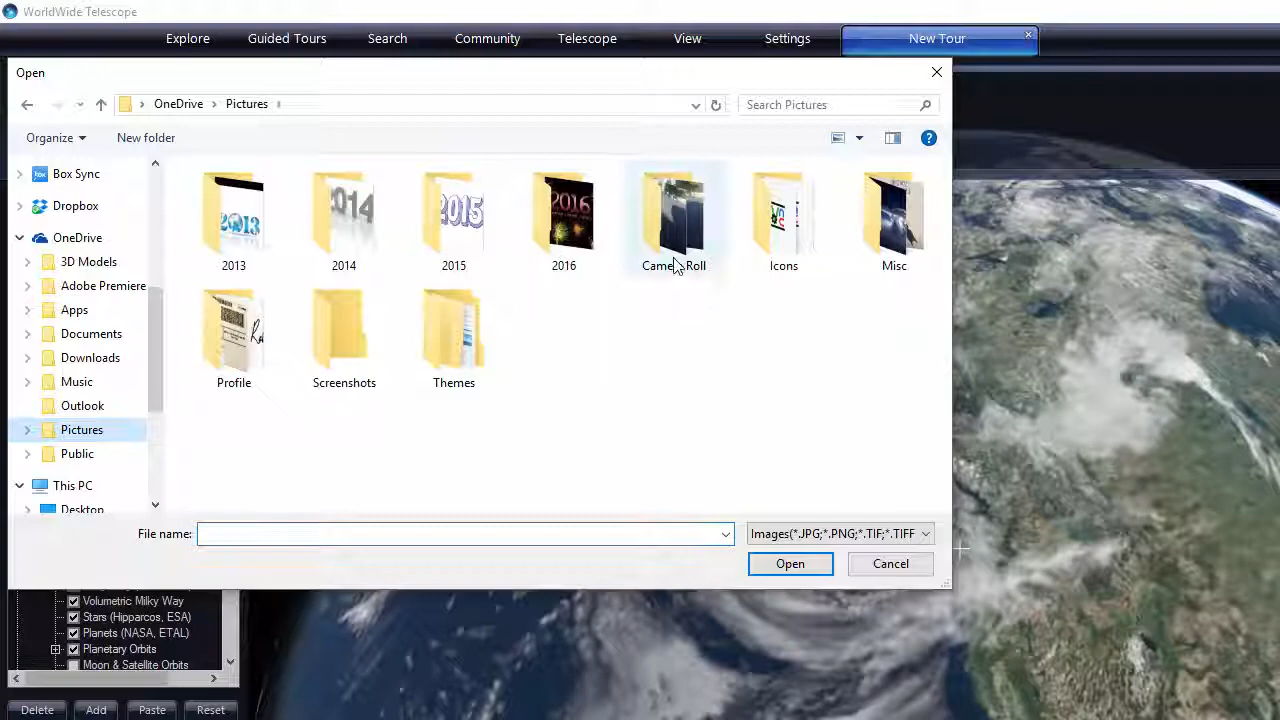 WorldWide Telescope
Explore
Guided Tours
Search
Community
Telescope
View
Settings
New Tour
Open
OneDrive
Pictures
Search Pictures
Organize
New folder
Box Sync
Dropbox
OneDrive
3D Models
Adobe Premiere
Apps
Documents
Downloads
Music
Outlook
Pictures
Public
This PC
Desktop
2013
2014
2015
2016
2013
2014
2015
2016
Camera Roll
Icons
Misc
Profile
Screenshots
Themes
File name:
Images(*.JPG;*.PNG;*.TIF;*.TIFF
Open
Cancel
Volumetric Milky Way
Stars (Hipparcos, ESA)
Planets (NASA, ETAL)
Planetary Orbits
Moon & Satellite Orbits
Delete
Add
Paste
Reset